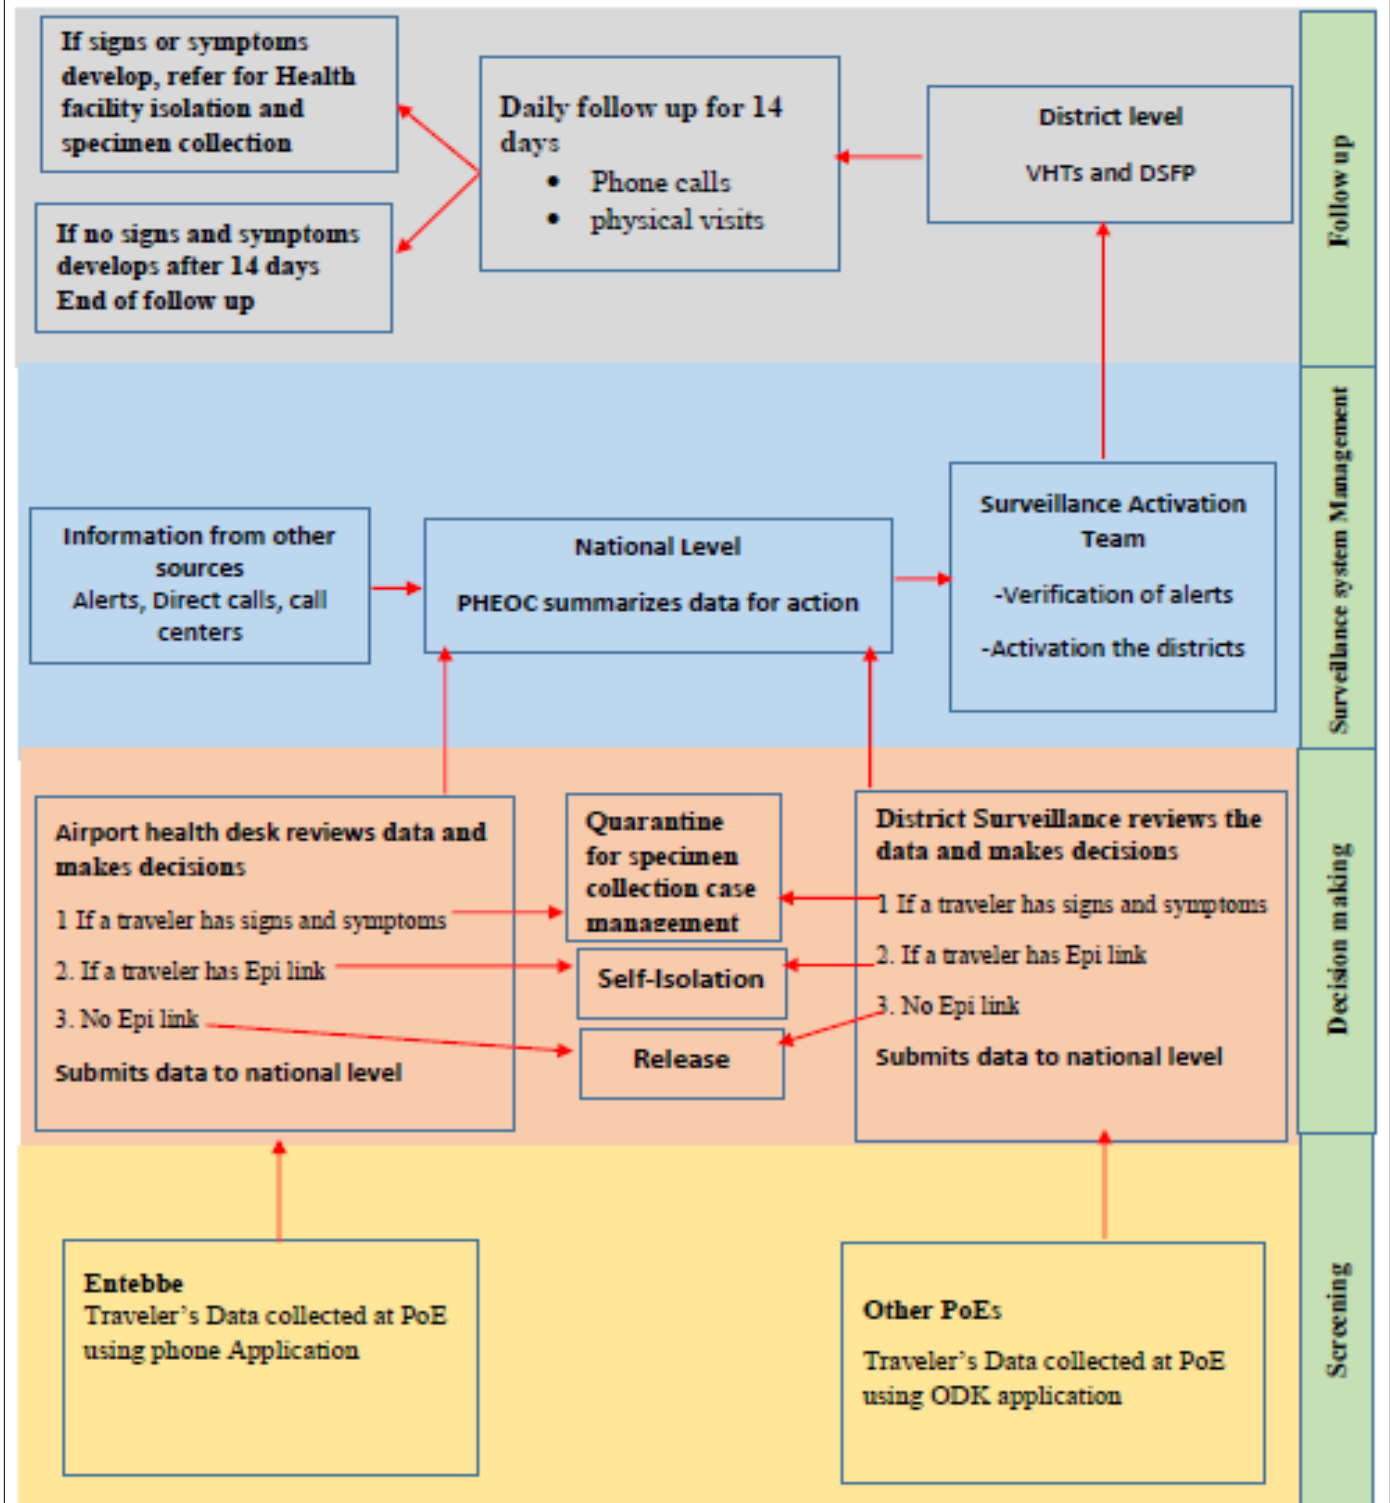 If signs or symptoms
develop, refer for Health
facility isolation and
specimen collection
If no signs and symptoms
develops after 14 days
End of follow up
Daily follow up for 14
days
• Phone calls
• physical visits
District level
VHTs and DSFP
Follow up
Information from other
sources
Alerts, Direct calls, call
centers
National Level
PHEOC summarizes data for action
Surveillance Activation
Team
-Verification of alerts
-Activation the districts
Surveillance system Management
Airport health desk reviews data and
makes decisions
1 If a traveler has signs and symptoms
2. If a traveler has Epi link
3. No Epi link
Submits data to national level
Quarantine
for specimen
collection case
management
Self-Isolation
Release
District Surveillance reviews the
data and makes decisions
1 If a traveler has signs and symptoms
2. If a traveler has Epi link
3. No Epi link
Submits data to national level
Decision making
Entebbe
Traveler’s Data collected at PoE
using phone Application
Other PoEs
Traveler’s Data collected at PoE
using ODK application
Screening